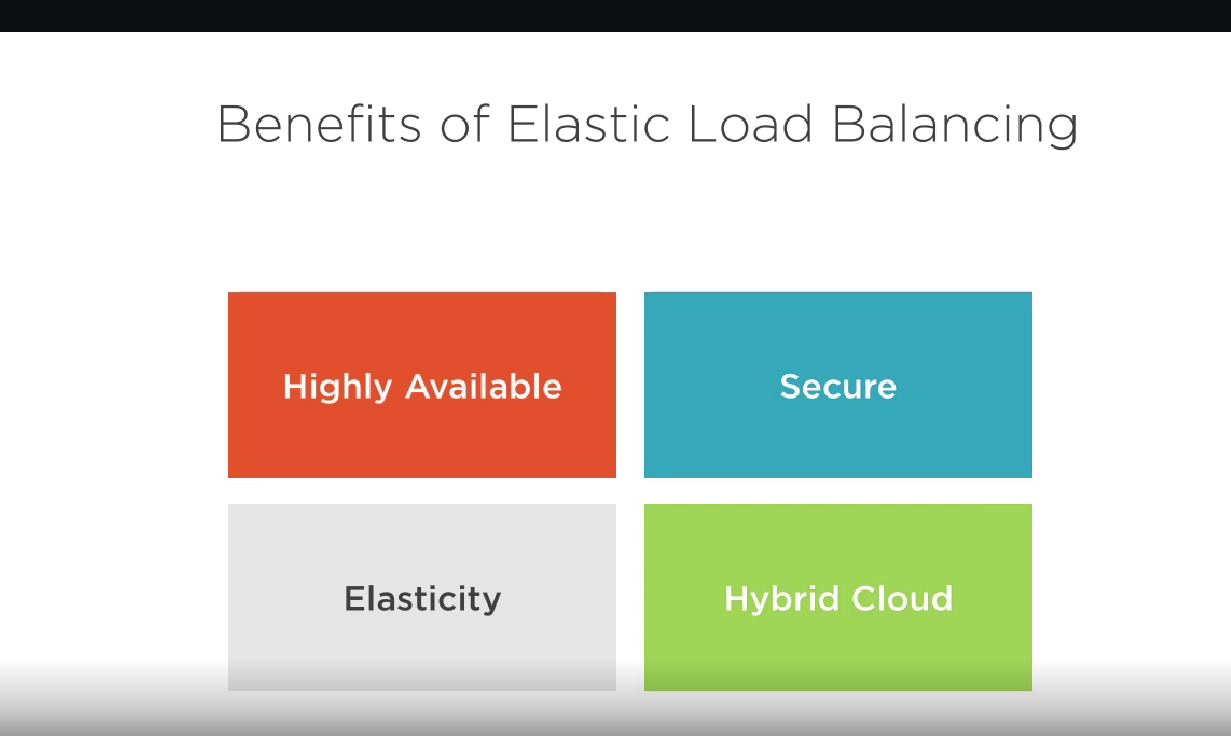 Benefits of Elastic Load Balancing
Highly Available
Secure
Elasticity
Hybrid Cloud